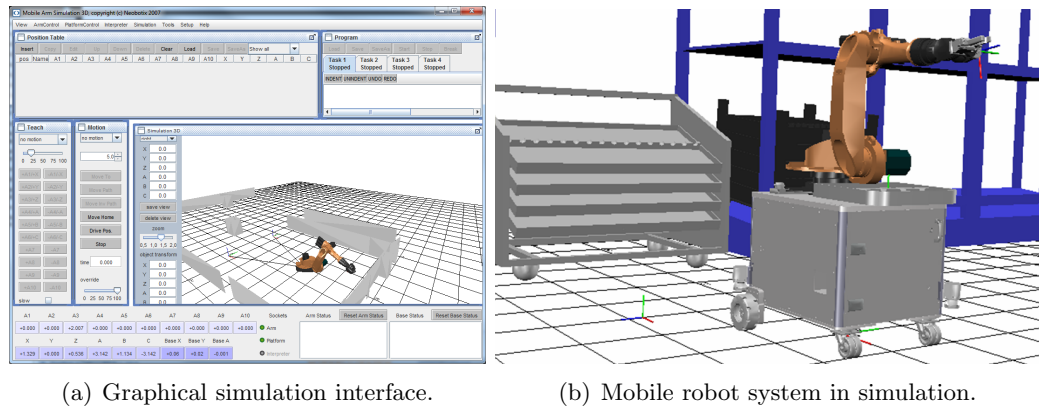 Mobile Arm Simulation 3D; copyright (c) Neobotix 2007
View ArmControl PlatformControl Interpreter Simulation Tools Setup Help
Position Table
Insert Copy Edit Up Down Delete Clear Load Save SaveAs Show all
pos Name A1 A2 A3 A4 A5 A6 A7 A8 A9 A10 X Y Z A B C
Program
Load Save SaveAs Start Stop Break
Task 1 Task 2 Task 3 Task 4
Stopped Stopped Stopped Stopped
INDENT UNINDENT UNDO REDO
Teach
no motion
0 25 50 75 100
slow
Motion
no motion
5.0
Move To
Move Path
Move Home
Drive Pos.
Stop
time 0.000
override
0 25 50 75 100
Simulation 3D
X 0.0
Y 0.0
Z 0.0
A 0.0
B 0.0
C 0.0
save view
delete view
zoom
0,5 1,0 1,5 2,0
object transform
X 0.0
Y 0.0
Z 0.0
A 0.0
B 0.0
A1 A2 A3 A4 A5 A6 A7 A8 A9 A10 Sockets Arm Status Reset Arm Status Base Status Reset Base Status
+0.000 +0.000 +2.007 +0.000 +0.000 +0.000 +0.000 +0.000 +0.000 +0.000 Arm
X Y Z A B C Base X Base Y Base A Platform
+1.329 +0.000 +0.538 +3.142 +1.134 -3.142 +0.06 +0.02 -0.001 Interpreter
(a) Graphical simulation interface.
(b) Mobile robot system in simulation.